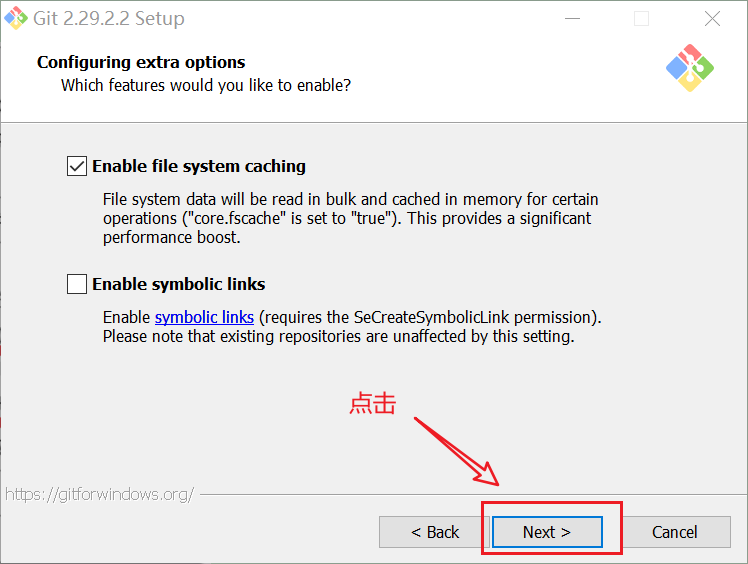 Git 2.29.2.2 Setup
Configuring extra options
Which features would you like to enable?
Enable file system caching
File system data will be read in bulk and cached in memory for certain
operations ("core.fscache" is set to "true"). This provides a significant
performance boost.
Enable symbolic links
Enable symbolic links (requires the SeCreateSymbolicLink permission).
Please note that existing repositories are unaffected by this setting.
点击
https://gitforwindows.org/
< Back
Next >
Cancel